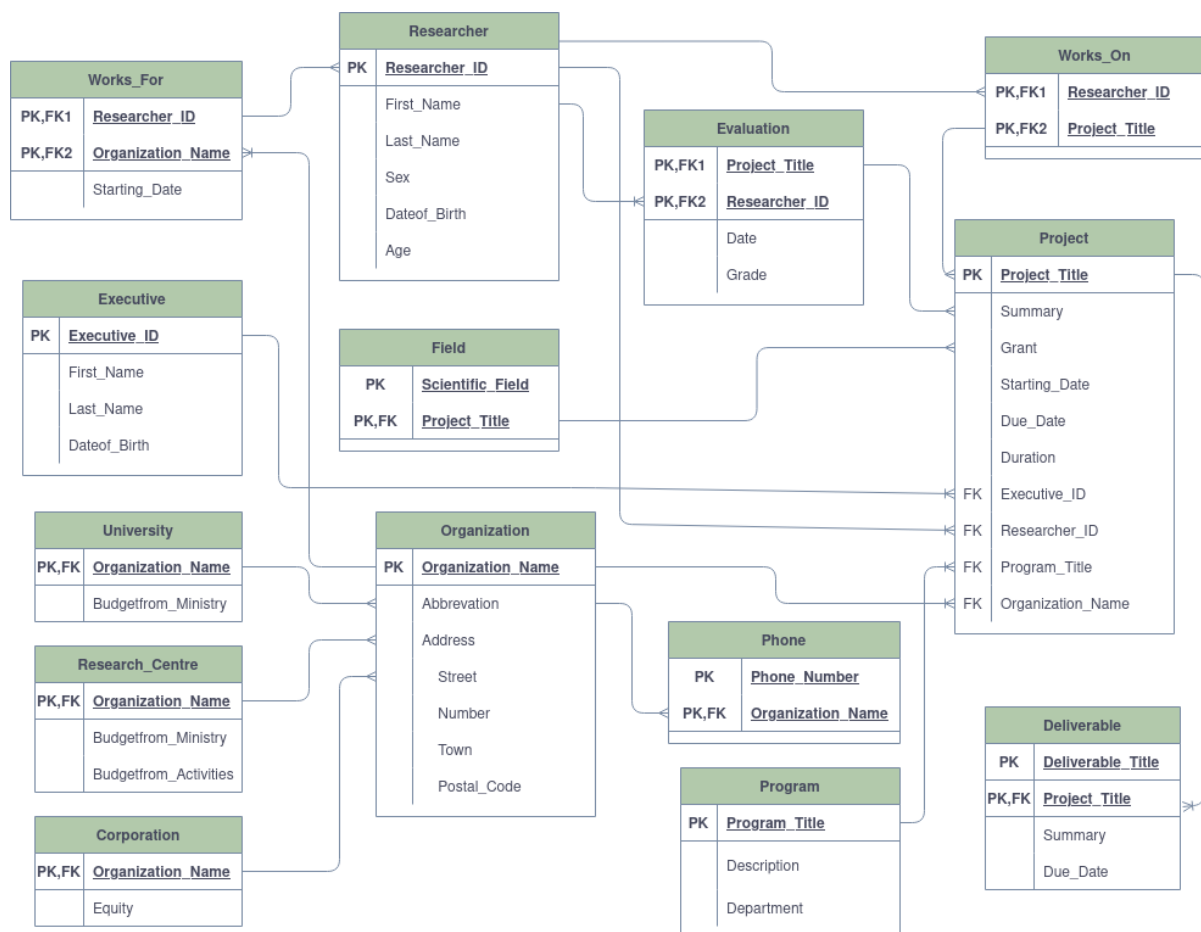 Researcher
PK Researcher_ID
First_Name
Last_Name
Sex
Dateof_Birth
Age
Works_For
PK,FK1 Researcher_ID
PK,FK2 Organization_Name
Starting_Date
Works_On
PK,FK1 Researcher_ID
PK,FK2 Project_Title
Evaluation
PK,FK1 Project_Title
PK,FK2 Researcher_ID
Date
Grade
Project
PK Project_Title
Summary
Grant
Starting_Date
Due_Date
Duration
FK Executive_ID
FK Researcher_ID
FK Program_Title
FK Organization_Name
Executive
PK Executive_ID
First_Name
Last_Name
Dateof_Birth
Field
PK Scientific_Field
PK,FK Project_Title
University
PK,FK Organization_Name
Budgetfrom_Ministry
Organization
PK Organization_Name
Abbrevation
Address
Street
Number
Town
Postal_Code
Research_Centre
PK,FK Organization_Name
Budgetfrom_Ministry
Budgetfrom_Activities
Phone
PK Phone_Number
PK,FK Organization_Name
Deliverable
PK Deliverable_Title
PK,FK Project_Title
Summary
Due_Date
Program
PK Program_Title
Description
Department
Corporation
PK,FK Organization_Name
Equity